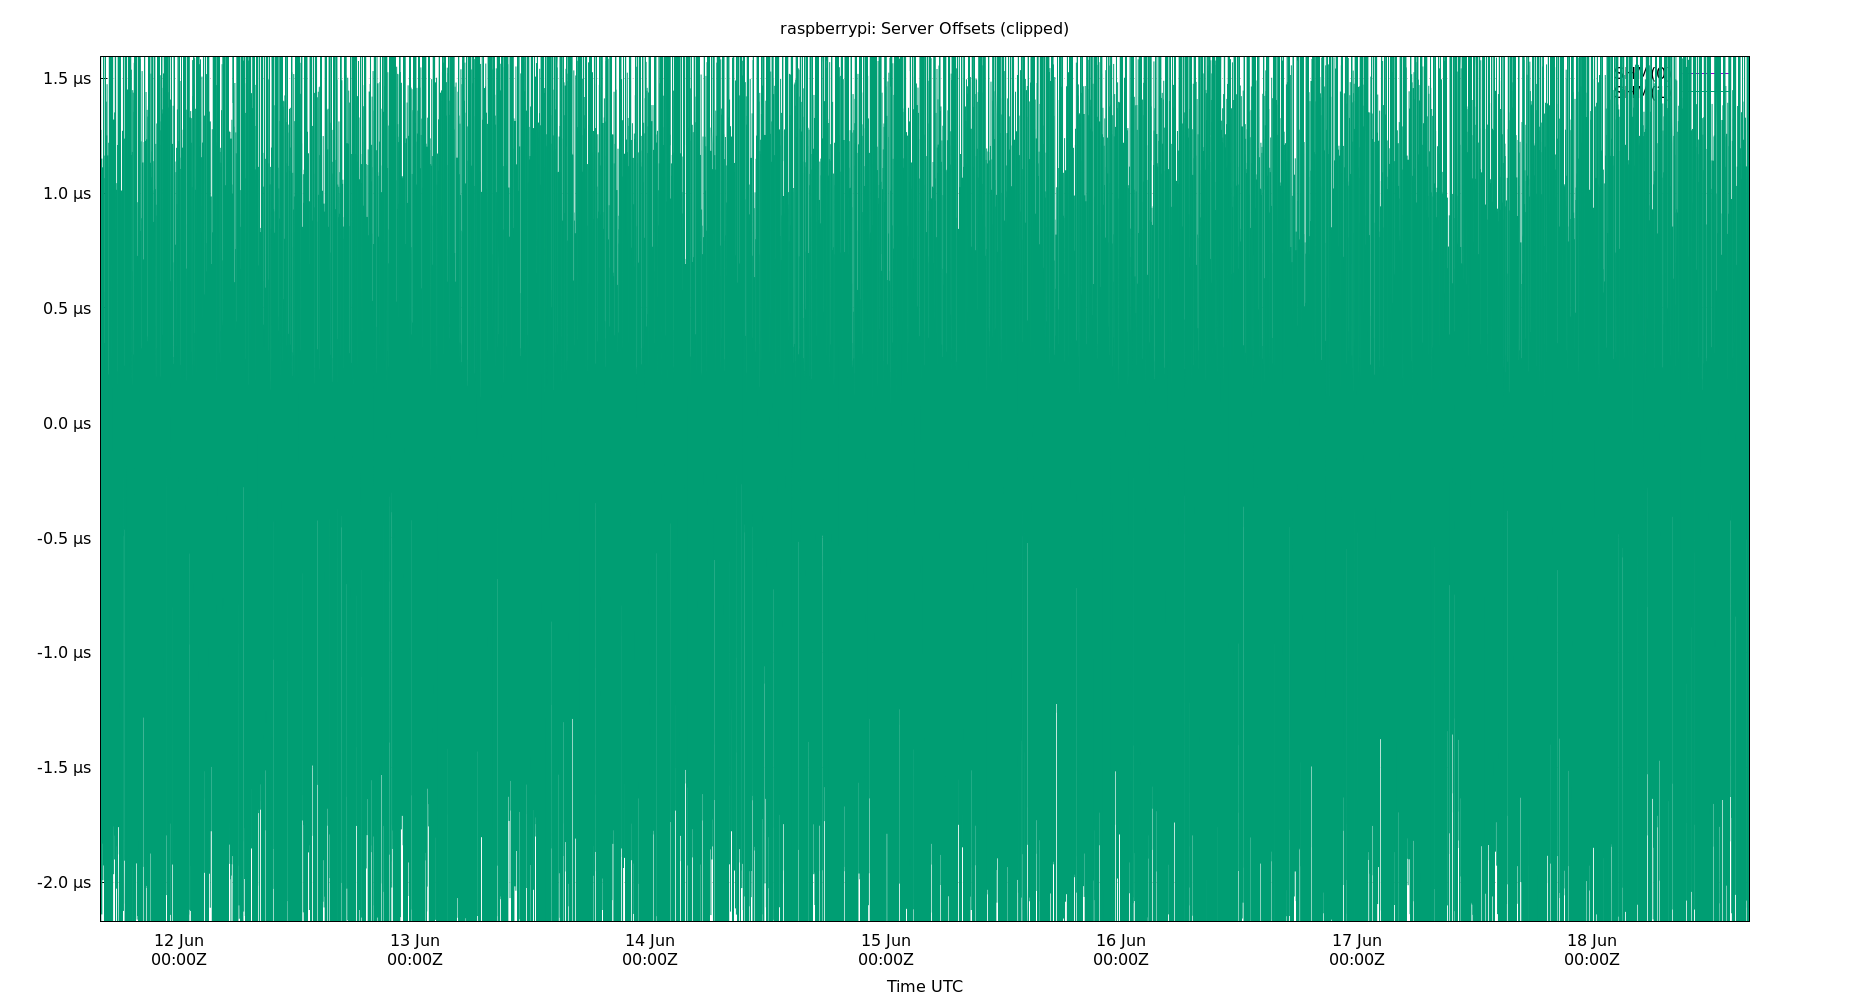 raspberrypi: Server Offsets (clipped)
1.5 µs
1.0 µs
0.5 µs
0.0 µs
-0.5 µs
-1.0 µs
-1.5 µs
-2.0 µs
12 Jun
00:00Z
13 Jun
00:00Z
14 Jun
00:00Z
15 Jun
00:00Z
16 Jun
00:00Z
17 Jun
00:00Z
18 Jun
00:00Z
Time UTC